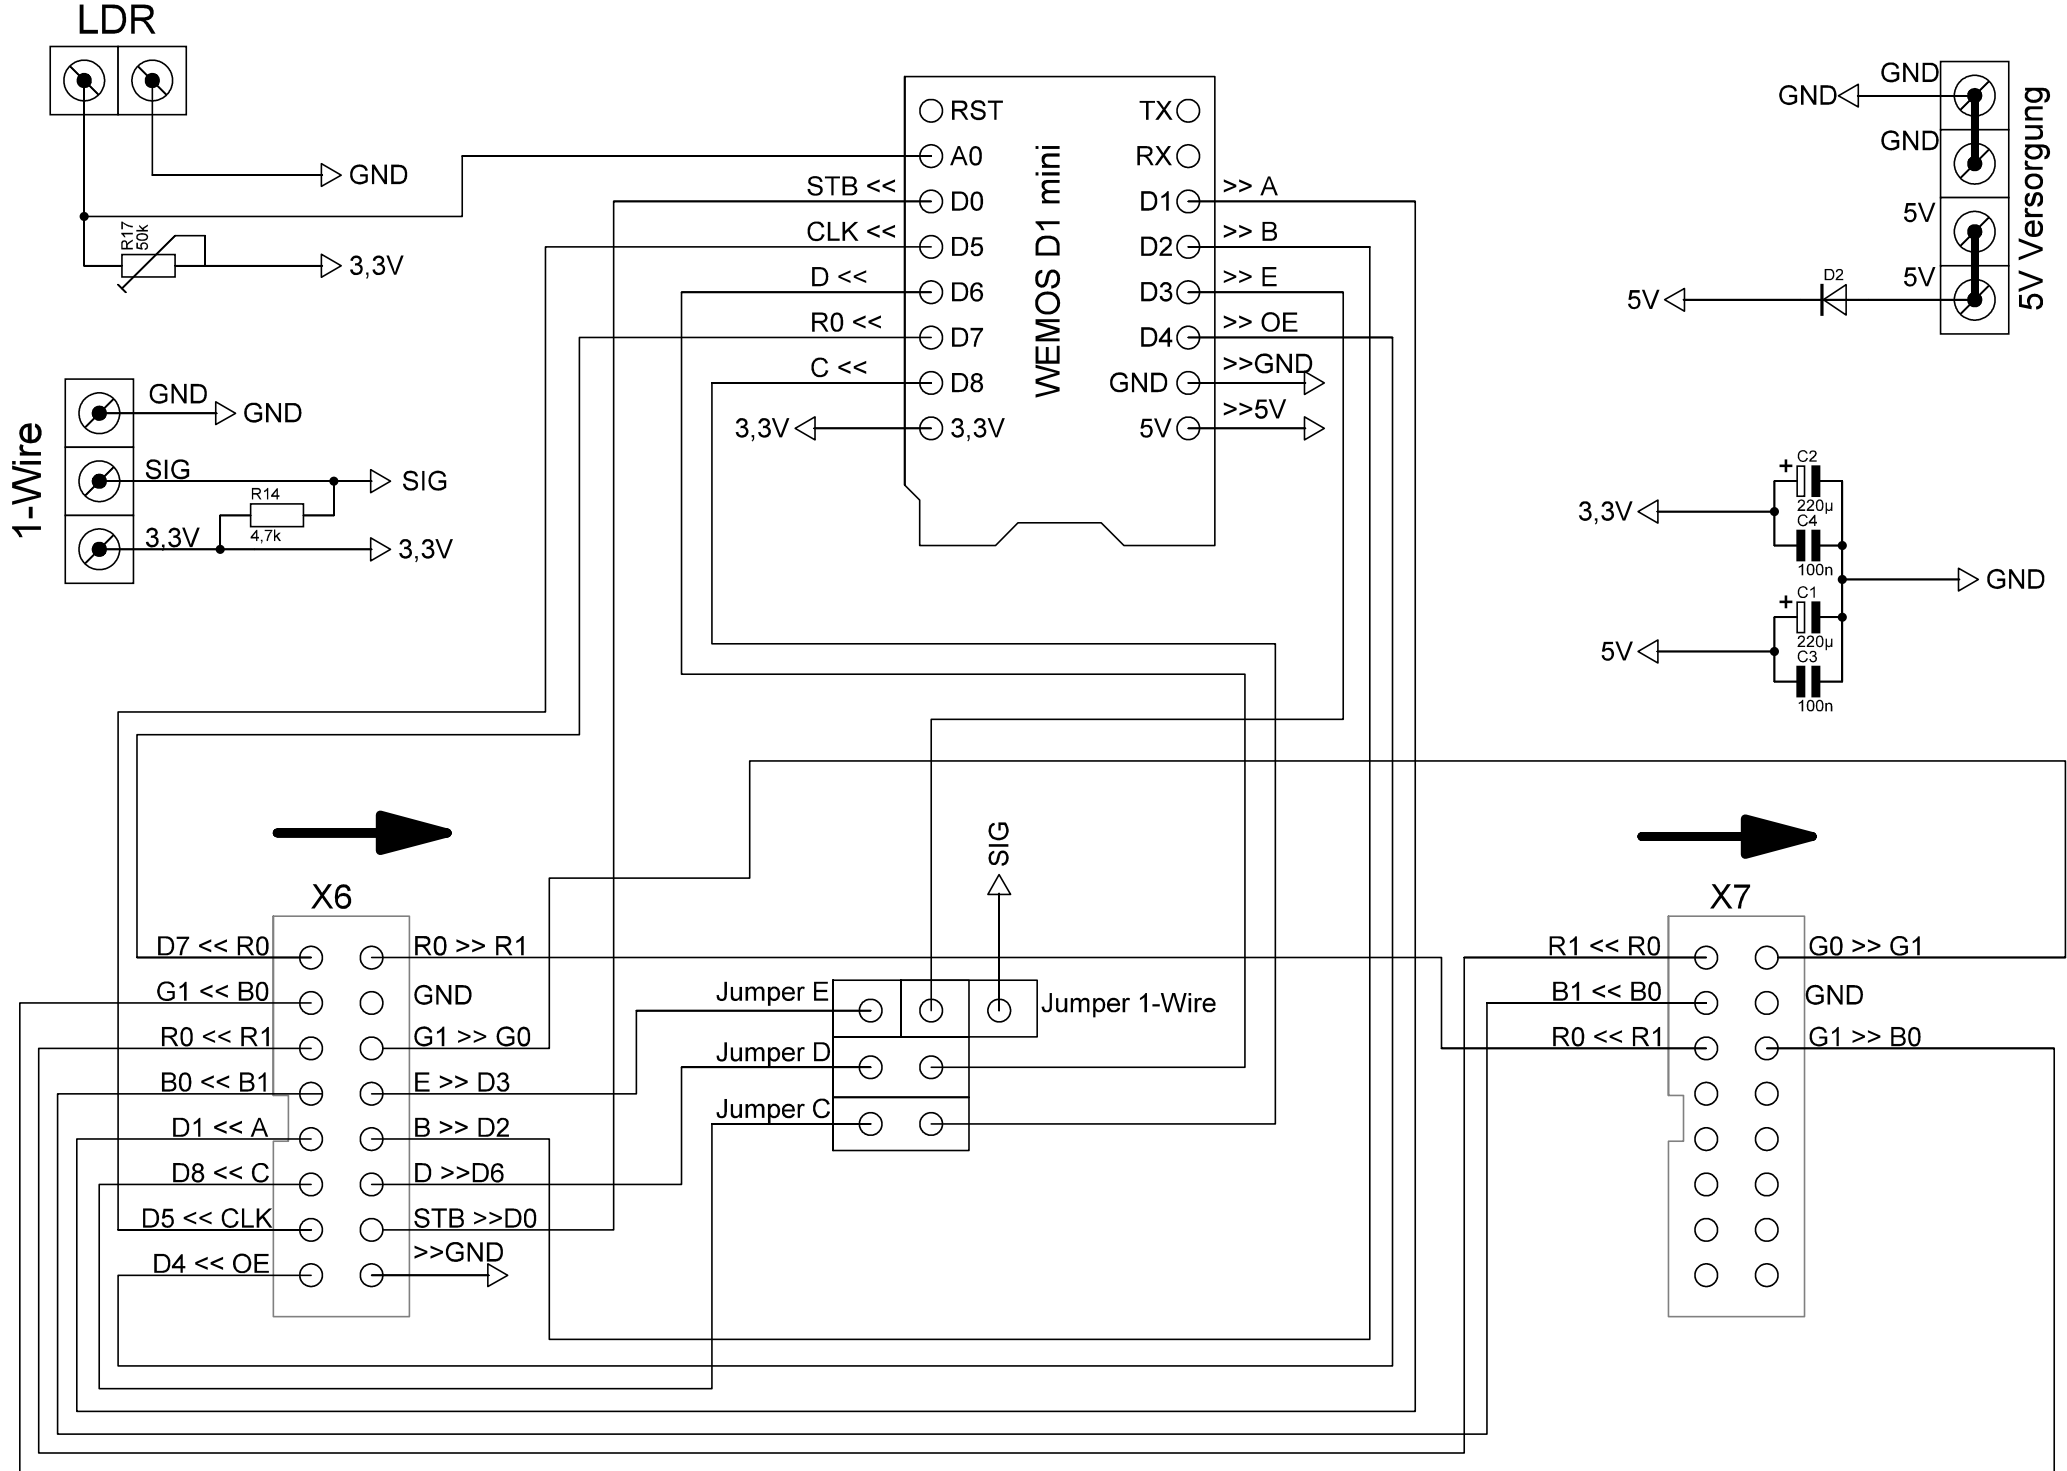 LDR
GND
R17
50k
3,3V
1-Wire
GND
GND
SIG
SIG
R14
4,7k
3,3V
3,3V
WEMOS D1 mini
RST
TX
A0
RX
STB <<
D0
D1
>> A
CLK <<
D5
D2
>> B
D <<
D6
D3
>> E
R0 <<
D7
D4
>> OE
C <<
D8
GND
>>GND
3,3V
3,3V
5V
>>5V
5V Versorgung
GND
GND
GND
5V
5V
D2
5V
3,3V
+
C2
220µ
C4
100n
GND
5V
+
C1
220µ
C3
100n
X6
D7 << R0
R0 >> R1
G1 << B0
GND
R0 << R1
G1 >> G0
B0 << B1
E >> D3
D1 << A
B >> D2
D8 << C
D >>D6
D5 << CLK
STB >>D0
D4 << OE
>>GND
SIG
Jumper E
Jumper 1-Wire
Jumper D
Jumper C
X7
R1 << R0
G0 >> G1
B1 << B0
GND
R0 << R1
G1 >> B0